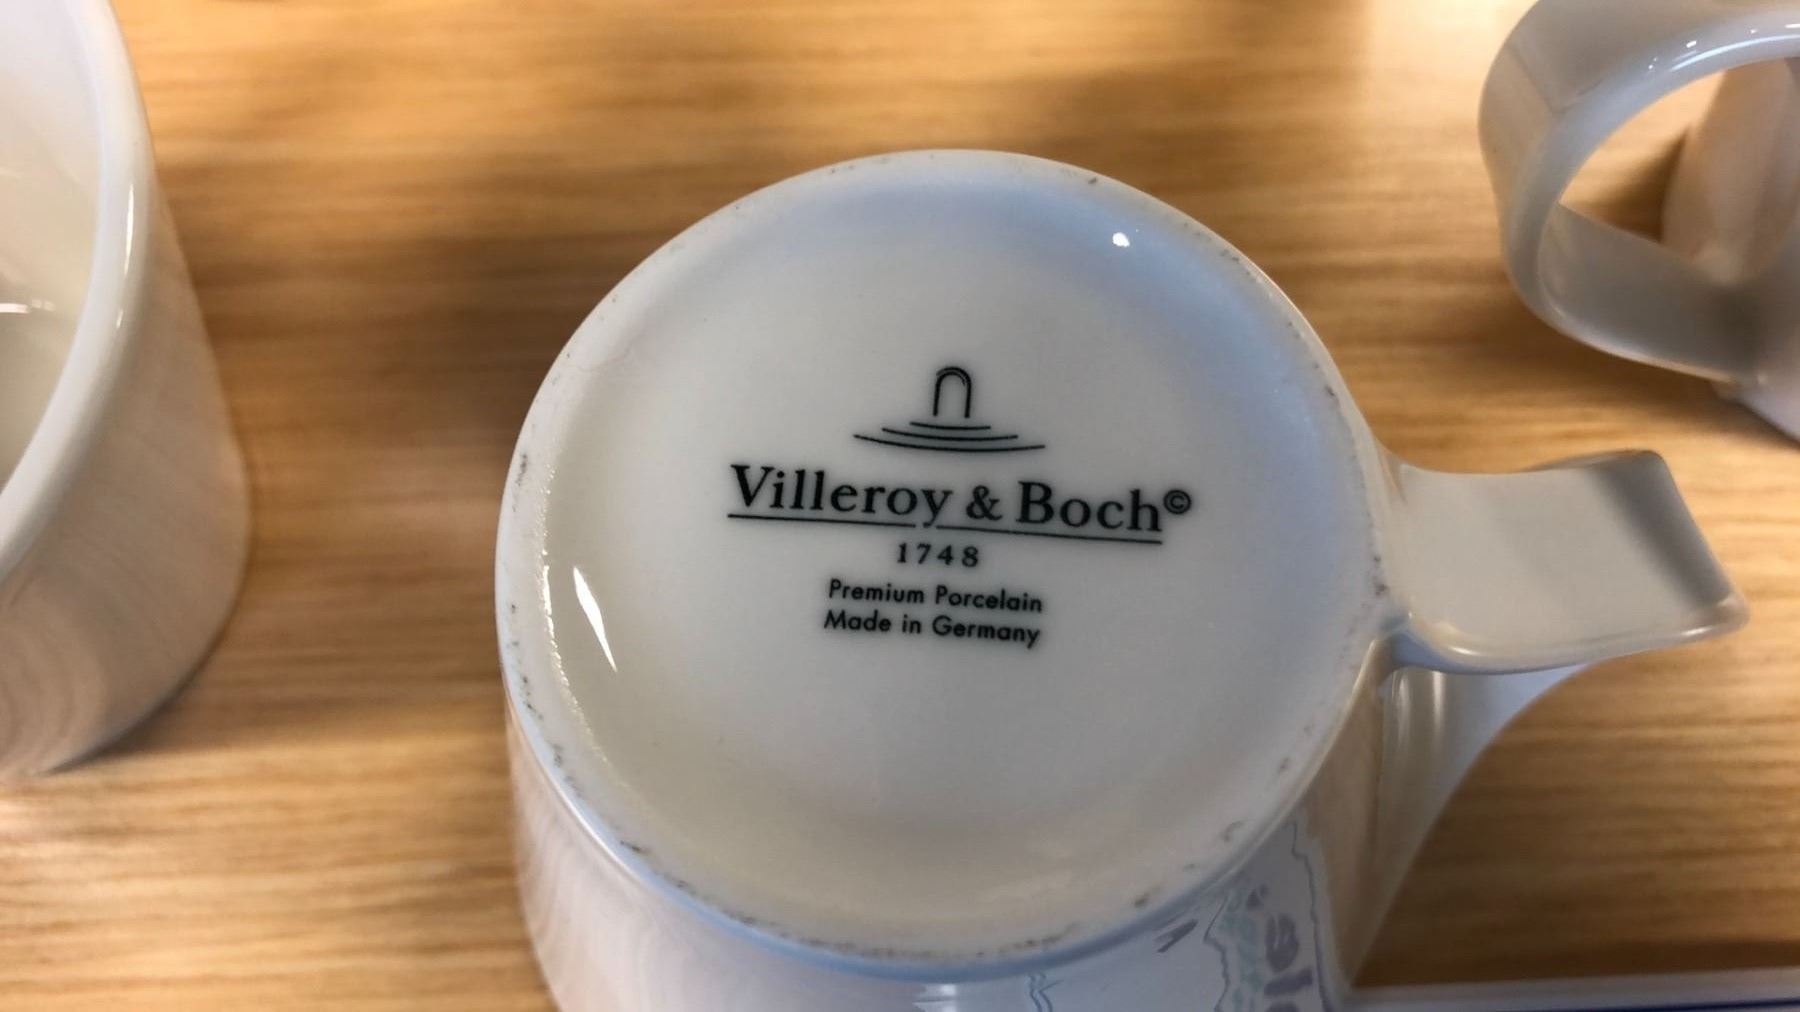 Villeroy & Boch©
1748
Premium Porcelain
Made in Germany